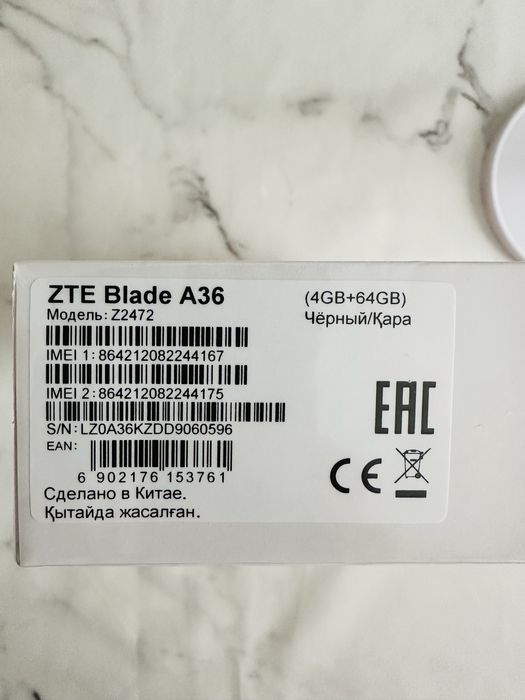 ZTE Blade A36
(4GB+64GB)
Модель: Z2472
Чёрный/Қара
IMEI 1: 864212082244167
IMEI 2: 864212082244175
S/N: LZ0A36KZDD9060596
EAN:
6 902176 153761
EAC
CE
Сделано в Китае.
Қытайда жасалған.